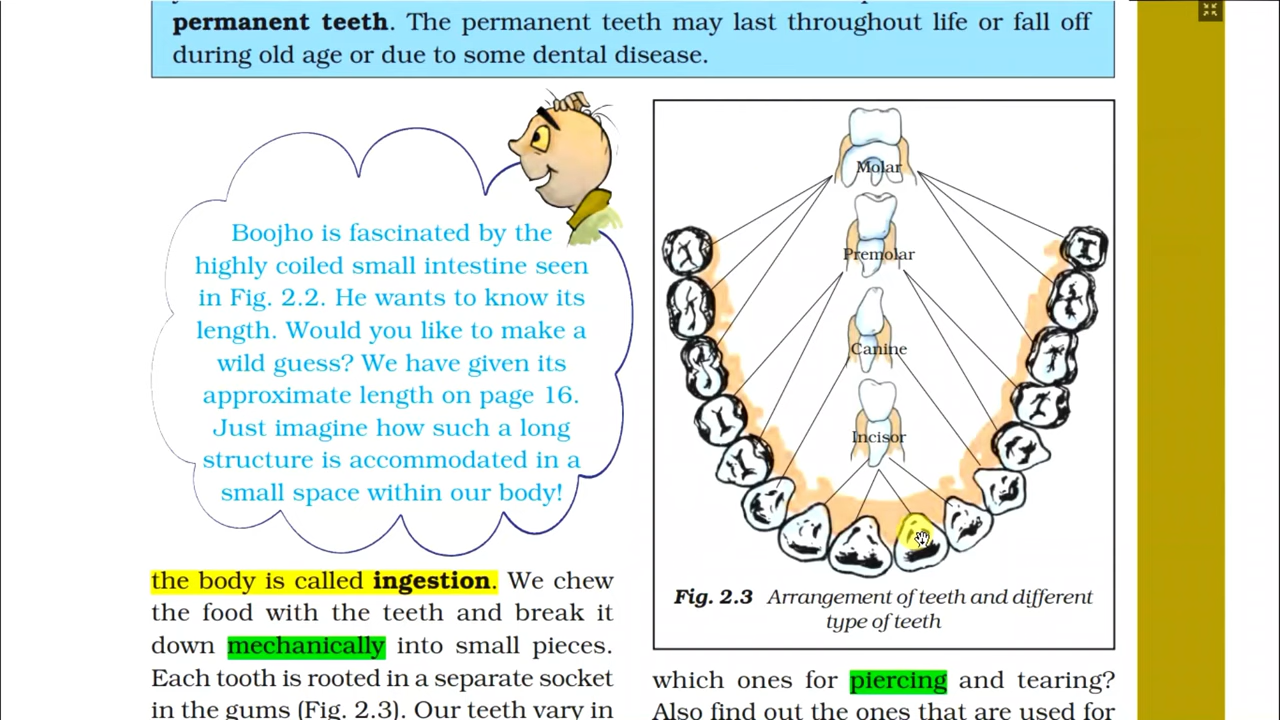 permanent teeth. The permanent teeth may last throughout life or fall off
during old age or due to some dental disease.
Boojho is fascinated by the
highly coiled small intestine seen
in Fig. 2.2. He wants to know its
length. Would you like to make a
wild guess? We have given its
approximate length on page 16.
Just imagine how such a long
structure is accommodated in a
small space within our body!
the body is called ingestion. We chew
the food with the teeth and break it
down mechanically into small pieces.
Each tooth is rooted in a separate socket
in the gums (Fig. 2.3). Our teeth vary in
Molar
Premolar
Canine
Incisor
Fig. 2.3 Arrangement of teeth and different
type of teeth
which ones for piercing and tearing?
Also find out the ones that are used for